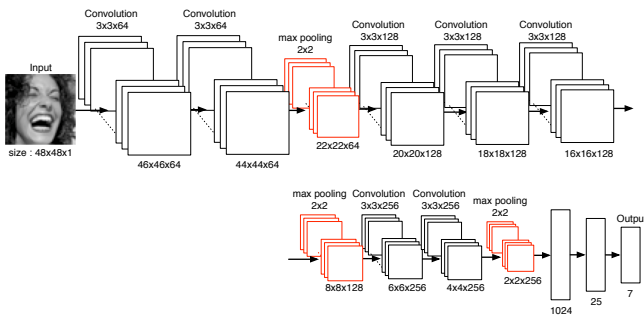 Input
size : 48x48x1
Convolution
3x3x64
46x46x64
Convolution
3x3x64
44x44x64
max pooling
2x2
22x22x64
Convolution
3x3x128
20x20x128
Convolution
3x3x128
18x18x128
Convolution
3x3x128
16x16x128
max pooling
2x2
8x8x128
Convolution
3x3x256
6x6x256
Convolution
3x3x256
4x4x256
max pooling
2x2
2x2x256
1024
25
Output
7